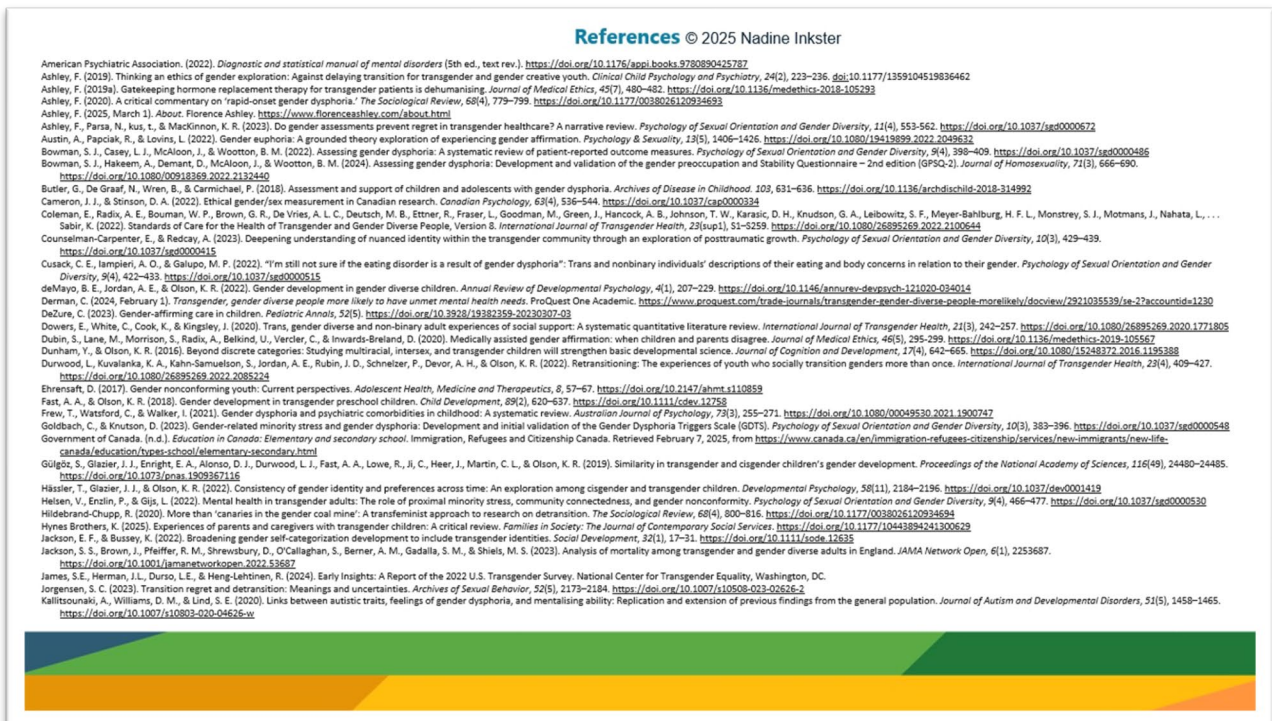 References © 2025 Nadine Inkster
American Psychiatric Association. (2022). Diagnostic and statistical manual of mental disorders (5th ed., text rev.). https://doi.org/10.1176/appi.books.9780890425787
Ashley, F. (2019). Thinking an ethics of gender exploration: Against delaying transition for transgender and gender creative youth. Clinical Child Psychology and Psychiatry, 24(2), 223–236. doi:10.1177/1359104519836462
Ashley, F. (2019a). Gatekeeping hormone replacement therapy for transgender patients is dehumanising. Journal of Medical Ethics, 45(7), 480–482. https://doi.org/10.1136/medethics-2018-105293
Ashley, F. (2020). A critical commentary on ‘rapid-onset gender dysphoria.’ The Sociological Review, 68(4), 779–799. https://doi.org/10.1177/0038026120934693
Ashley, F. (2025, March 1). About. Florence Ashley. https://www.florenceashley.com/about.html
Ashley, F., Parsa, N., kus, t., & MacKinnon, K. R. (2023). Do gender assessments prevent regret in transgender healthcare? A narrative review. Psychology of Sexual Orientation and Gender Diversity, 11(4), 553-562. https://doi.org/10.1037/sgd0000672
Austin, A., Papciak, R., & Lovins, L. (2022). Gender euphoria: A grounded theory exploration of experiencing gender affirmation. Psychology & Sexuality, 13(5), 1406–1426. https://doi.org/10.1080/19419899.2022.2049632
Bowman, S. J., Casey, L. J., McAloon, J., & Wootton, B. M. (2022). Assessing gender dysphoria: A systematic review of patient-reported outcome measures. Psychology of Sexual Orientation and Gender Diversity, 9(4), 398–409. https://doi.org/10.1037/sgd0000486
Bowman, S. J., Hakeem, A., Demant, D., McAloon, J., & Wootton, B. M. (2024). Assessing gender dysphoria: Development and validation of the gender preoccupation and Stability Questionnaire – 2nd edition (GPSQ-2). Journal of Homosexuality, 71(3), 666–690.
https://doi.org/10.1080/00918369.2022.2132440
Butler, G., De Graaf, N., Wren, B., & Carmichael, P. (2018). Assessment and support of children and adolescents with gender dysphoria. Archives of Disease in Childhood. 103, 631–636. https://doi.org/10.1136/archdischild-2018-314992
Cameron, J. J., & Stinson, D. A. (2022). Ethical gender/sex measurement in Canadian research. Canadian Psychology, 63(4), 536–544. https://doi.org/10.1037/cap0000334
Coleman, E., Radix, A. E., Bouman, W. P., Brown, G. R., De Vries, A. L. C., Deutsch, M. B., Ettner, R., Fraser, L., Goodman, M., Green, J., Hancock, A. B., Johnson, T. W., Karasic, D. H., Knudson, G. A., Leibowitz, S. F., Meyer-Bahlburg, H. F. L., Monstrey, S. J., Motmans, J., Nahata, L., . . .
Sabir, K. (2022). Standards of Care for the Health of Transgender and Gender Diverse People, Version 8. International Journal of Transgender Health, 23(sup1), S1–S259. https://doi.org/10.1080/26895269.2022.2100644
Counselman-Carpenter, E., & Redcay, A. (2023). Deepening understanding of nuanced identity within the transgender community through an exploration of posttraumatic growth. Psychology of Sexual Orientation and Gender Diversity, 10(3), 429–439.
https://doi.org/10.1037/sgd0000415
Cusack, C. E., Iampieri, A. O., & Galupo, M. P. (2022). “I’m still not sure if the eating disorder is a result of gender dysphoria”: Trans and nonbinary individuals’ descriptions of their eating and body concerns in relation to their gender. Psychology of Sexual Orientation and Gender
Diversity, 9(4), 422–433. https://doi.org/10.1037/sgd0000515
deMayo, B. E., Jordan, A. E., & Olson, K. R. (2022). Gender development in gender diverse children. Annual Review of Developmental Psychology, 4(1), 207–229. https://doi.org/10.1146/annurev-devpsych-121020-034014
Derman, C. (2024, February 1). Transgender, gender diverse people more likely to have unmet mental health needs. ProQuest One Academic. https://www.proquest.com/trade-journals/transgender-gender-diverse-people-morelikely/docview/2921035539/se-2?accountid=1230
DeZure, C. (2023). Gender-affirming care in children. Pediatric Annals, 52(5). https://doi.org/10.3928/19382359-20230307-03
Dowers, E., White, C., Cook, K., & Kingsley, J. (2020). Trans, gender diverse and non-binary adult experiences of social support: A systematic quantitative literature review. International Journal of Transgender Health, 21(3), 242–257. https://doi.org/10.1080/26895269.2020.1771805
Dubin, S., Lane, M., Morrison, S., Radix, A., Belkind, U., Vercler, C., & Inwards-Breland, D. (2020). Medically assisted gender affirmation: when children and parents disagree. Journal of Medical Ethics, 46(5), 295-299. https://doi.org/10.1136/medethics-2019-105567
Dunham, Y., & Olson, K. R. (2016). Beyond discrete categories: Studying multiracial, intersex, and transgender children will strengthen basic developmental science. Journal of Cognition and Development, 17(4), 642–665. https://doi.org/10.1080/15248372.2016.1195388
Durwood, L., Kuvalanka, K. A., Kahn-Samuelson, S., Jordan, A. E., Rubin, J. D., Schnelzer, P., Devor, A. H., & Olson, K. R. (2022). Retransitioning: The experiences of youth who socially transition genders more than once. International Journal of Transgender Health, 23(4), 409–427.
https://doi.org/10.1080/26895269.2022.2085224
Ehrensaft, D. (2017). Gender nonconforming youth: Current perspectives. Adolescent Health, Medicine and Therapeutics, 8, 57–67. https://doi.org/10.2147/ahmt.s110859
Fast, A. A., & Olson, K. R. (2018). Gender development in transgender preschool children. Child Development, 89(2), 620–637. https://doi.org/10.1111/cdev.12758
Frew, T., Watsford, C., & Walker, I. (2021). Gender dysphoria and psychiatric comorbidities in childhood: A systematic review. Australian Journal of Psychology, 73(3), 255–271. https://doi.org/10.1080/00049530.2021.1900747
Goldbach, C., & Knutson, D. (2023). Gender-related minority stress and gender dysphoria: Development and initial validation of the Gender Dysphoria Triggers Scale (GDTS). Psychology of Sexual Orientation and Gender Diversity, 10(3), 383–396. https://doi.org/10.1037/sgd0000548
Government of Canada. (n.d.). Education in Canada: Elementary and secondary school. Immigration, Refugees and Citizenship Canada. Retrieved February 7, 2025, from https://www.canada.ca/en/immigration-refugees-citizenship/services/new-immigrants/new-life-
canada/education/types-school/elementary-secondary.html
Gülgöz, S., Glazier, J. J., Enright, E. A., Alonso, D. J., Durwood, L. J., Fast, A. A., Lowe, R., Ji, C., Heer, J., Martin, C. L., & Olson, K. R. (2019). Similarity in transgender and cisgender children’s gender development. Proceedings of the National Academy of Sciences, 116(49), 24480–24485.
https://doi.org/10.1073/pnas.1909367116
Hässler, T., Glazier, J. J., & Olson, K. R. (2022). Consistency of gender identity and preferences across time: An exploration among cisgender and transgender children. Developmental Psychology, 58(11), 2184–2196. https://doi.org/10.1037/dev0001419
Helsen, V., Enzlin, P., & Gijs, L. (2022). Mental health in transgender adults: The role of proximal minority stress, community connectedness, and gender nonconformity. Psychology of Sexual Orientation and Gender Diversity, 9(4), 466–477. https://doi.org/10.1037/sgd0000530
Hildebrand-Chupp, R. (2020). More than ‘canaries in the gender coal mine’: A transfeminist approach to research on detransition. The Sociological Review, 68(4), 800–816. https://doi.org/10.1177/0038026120934694
Hynes Brothers, K. (2025). Experiences of parents and caregivers with transgender children: A critical review. Families in Society: The Journal of Contemporary Social Services. https://doi.org/10.1177/10443894241300629
Jackson, E. F., & Bussey, K. (2022). Broadening gender self-categorization development to include transgender identities. Social Development, 32(1), 17–31. https://doi.org/10.1111/sode.12635
Jackson, S. S., Brown, J., Pfeiffer, R. M., Shrewsbury, D., O'Callaghan, S., Berner, A. M., Gadalla, S. M., & Shiels, M. S. (2023). Analysis of mortality among transgender and gender diverse adults in England. JAMA Network Open, 6(1), 2253687.
https://doi.org/10.1001/jamanetworkopen.2022.53687
James, S.E., Herman, J.L., Durso, L.E., & Heng-Lehtinen, R. (2024). Early Insights: A Report of the 2022 U.S. Transgender Survey. National Center for Transgender Equality, Washington, DC.
Jorgensen, S. C. (2023). Transition regret and detransition: Meanings and uncertainties. Archives of Sexual Behavior, 52(5), 2173–2184. https://doi.org/10.1007/s10508-023-02626-2
Kallitsounaki, A., Williams, D. M., & Lind, S. E. (2020). Links between autistic traits, feelings of gender dysphoria, and mentalising ability: Replication and extension of previous findings from the general population. Journal of Autism and Developmental Disorders, 51(5), 1458–1465.
https://doi.org/10.1007/s10803-020-04626-w